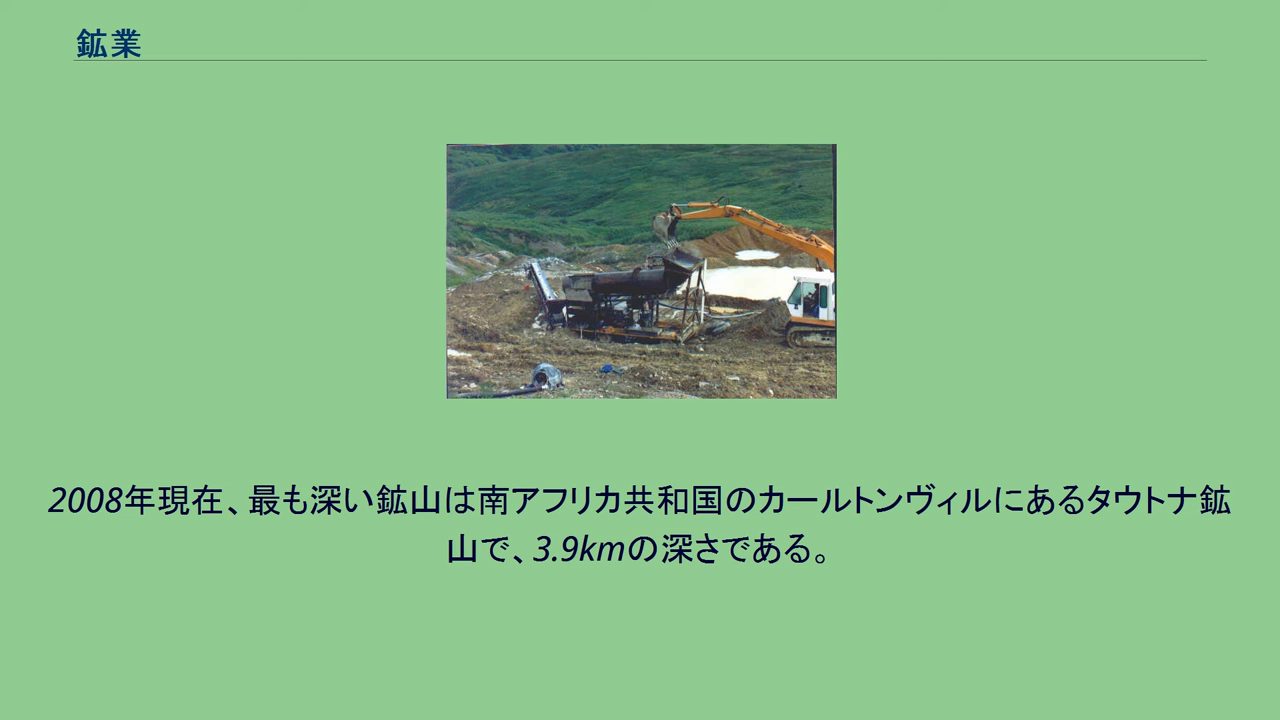 鉱業
2008年現在、最も深い鉱山は南アフリカ共和国のカールトンヴィルにあるタウトナ鉱
山で、3.9kmの深さである。